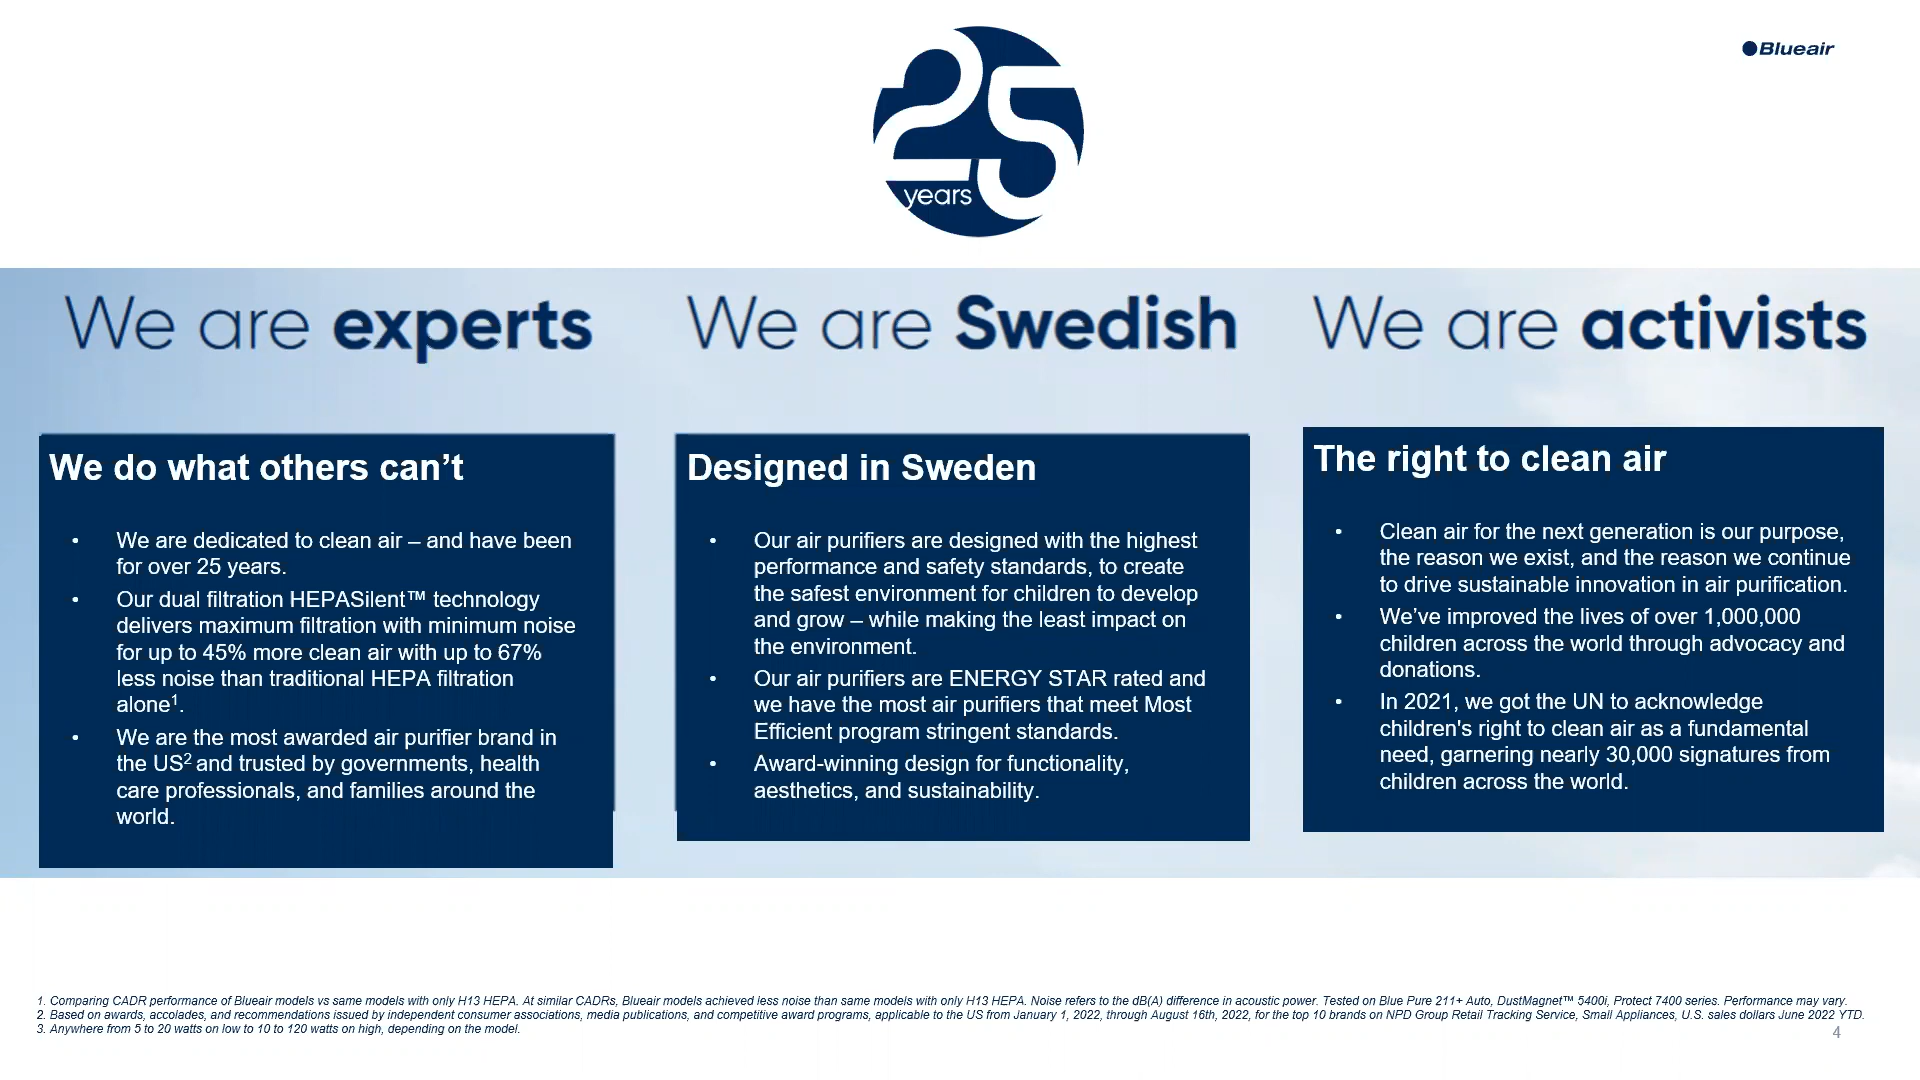 25
years
Blueair
We are experts
We do what others can’t
• We are dedicated to clean air – and have been
for over 25 years.
• Our dual filtration HEPASilent™ technology
delivers maximum filtration with minimum noise
for up to 45% more clean air with up to 67%
less noise than traditional HEPA filtration
alone¹.
• We are the most awarded air purifier brand in
the US² and trusted by governments, health
care professionals, and families around the
world.
We are Swedish
Designed in Sweden
• Our air purifiers are designed with the highest
performance and safety standards, to create
the safest environment for children to develop
and grow – while making the least impact on
the environment.
• Our air purifiers are ENERGY STAR rated and
we have the most air purifiers that meet Most
Efficient program stringent standards.
• Award-winning design for functionality,
aesthetics, and sustainability.
We are activists
The right to clean air
• Clean air for the next generation is our purpose,
the reason we exist, and the reason we continue
to drive sustainable innovation in air purification.
• We’ve improved the lives of over 1,000,000
children across the world through advocacy and
donations.
• In 2021, we got the UN to acknowledge
children's right to clean air as a fundamental
need, garnering nearly 30,000 signatures from
children across the world.
1. Comparing CADR performance of Blueair models vs same models with only H13 HEPA. At similar CADRs, Blueair models achieved less noise than same models with only H13 HEPA. Noise refers to the dB(A) difference in acoustic power. Tested on Blue Pure 211+ Auto, DustMagnet™ 5400i, Protect 7400 series. Performance may vary.
2. Based on awards, accolades, and recommendations issued by independent consumer associations, media publications, and competitive award programs, applicable to the US from January 1, 2022, through August 16th, 2022, for the top 10 brands on NPD Group Retail Tracking Service, Small Appliances, U.S. sales dollars June 2022 YTD.
3. Anywhere from 5 to 20 watts on low to 10 to 120 watts on high, depending on the model.
4